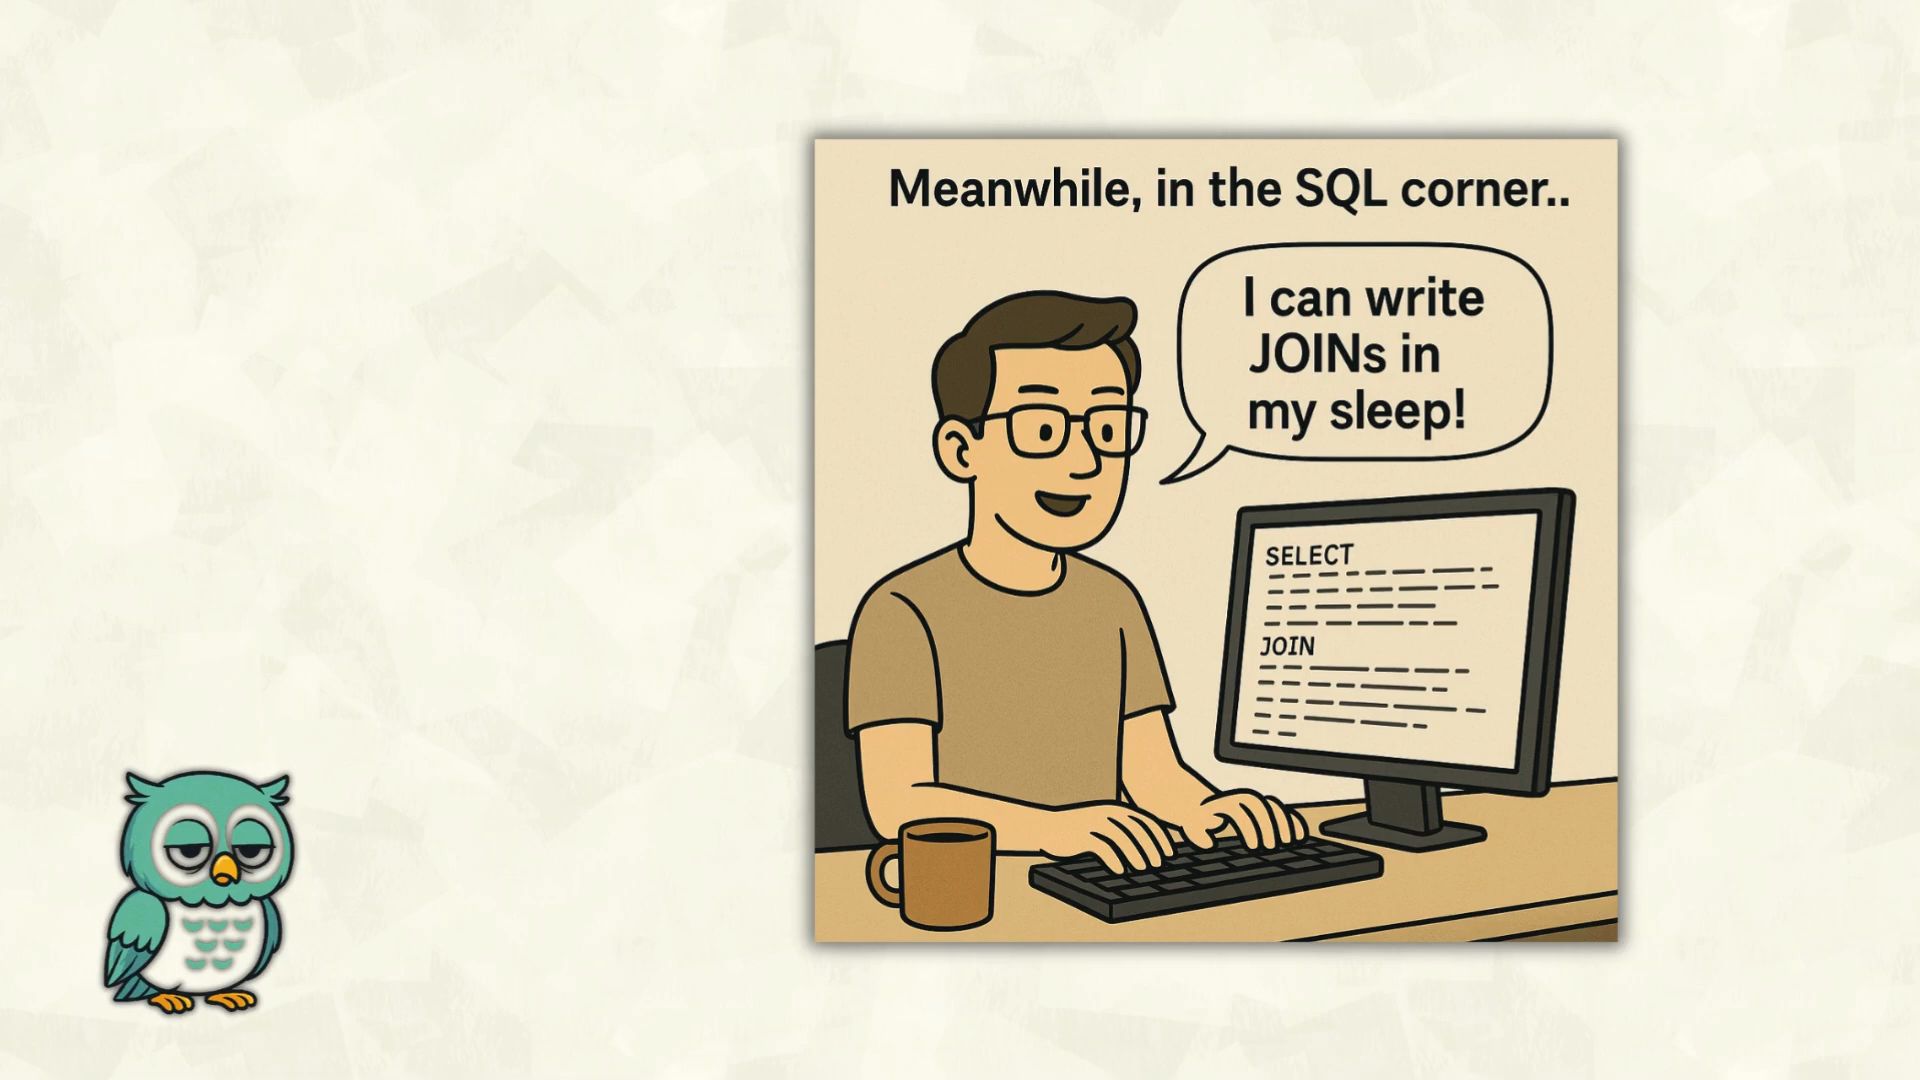 Meanwhile, in the SQL corner..
I can write
JOINs in
my sleep!
SELECT
JOIN